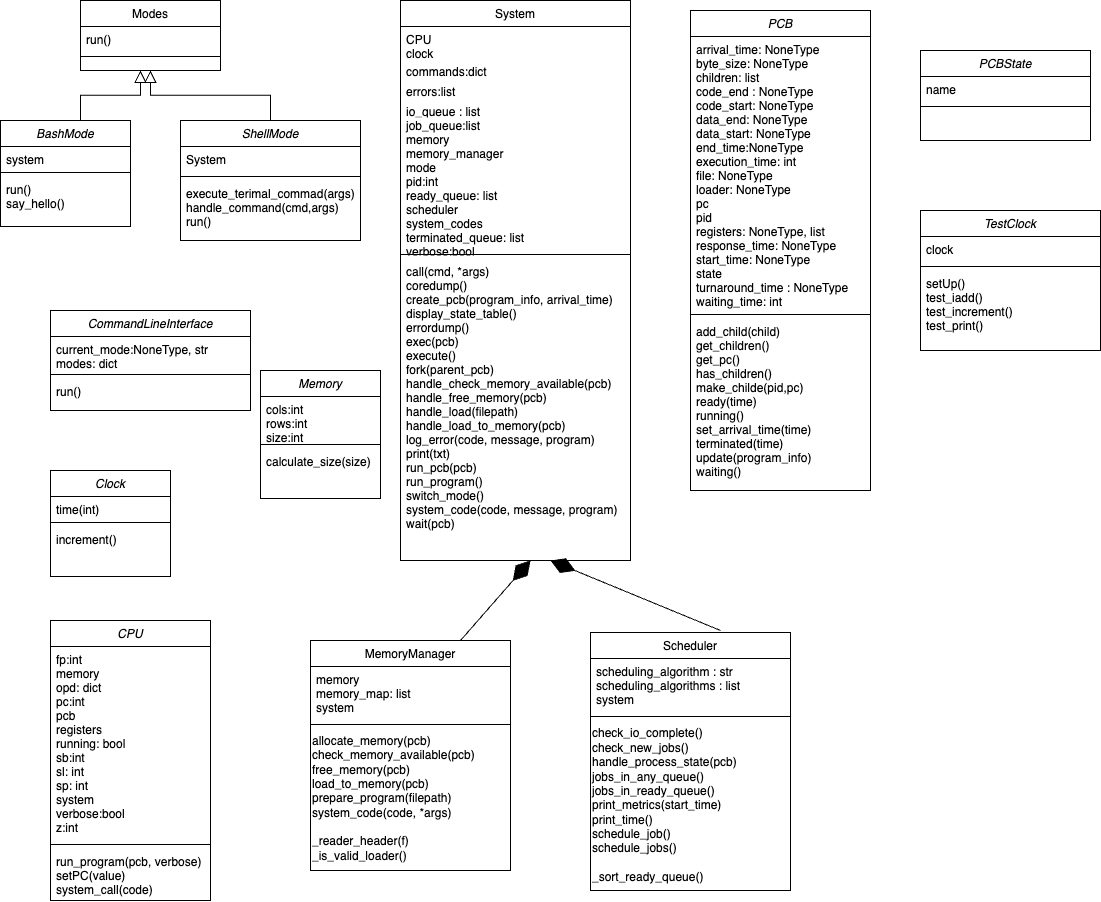 Modes
run()
BashMode
system
run()
say_hello()
ShellMode
System
execute_terimal_commad(args)
handle_command(cmd,args)
run()
System
CPU
clock
commands:dict
errors:list
io_queue : list
job_queue:list
memory
memory_manager
mode
pid:int
ready_queue: list
scheduler
system_codes
terminated_queue: list
verbose:bool
call(cmd, *args)
coredump()
create_pcb(program_info, arrival_time)
display_state_table()
errordump()
exec(pcb)
execute()
fork(parent_pcb)
handle_check_memory_available(pcb)
handle_free_memory(pcb)
handle_load(filepath)
handle_load_to_memory(pcb)
log_error(code, message, program)
print(txt)
run_pcb(pcb)
run_program()
switch_mode()
system_code(code, message, program)
wait(pcb)
PCB
arrival_time: NoneType
byte_size: NoneType
children: list
code_end : NoneType
code_start: NoneType
data_end: NoneType
data_start: NoneType
end_time:NoneType
execution_time: int
file: NoneType
loader: NoneType
pc
pid
registers: NoneType, list
response_time: NoneType
start_time: NoneType
state
turnaround_time : NoneType
waiting_time: int
add_child(child)
get_children()
get_pc()
has_children()
make_childe(pid,pc)
ready(time)
running()
set_arrival_time(time)
terminated(time)
update(program_info)
waiting()
PCBState
name
TestClock
clock
setUp()
test_iadd()
test_increment()
test_print()
CommandLineInterface
current_mode:NoneType, str
modes: dict
run()
Memory
cols:int
rows:int
size:int
calculate_size(size)
Clock
time(int)
increment()
CPU
fp:int
memory
opd: dict
pc:int
pcb
registers
running: bool
sb:int
sl: int
sp: int
system
verbose:bool
z:int
run_program(pcb, verbose)
setPC(value)
system_call(code)
MemoryManager
memory
memory_map: list
system
allocate_memory(pcb)
check_memory_available(pcb)
free_memory(pcb)
load_to_memory(pcb)
prepare_program(filepath)
system_code(code, *args)
_reader_header(f)
_is_valid_loader()
Scheduler
scheduling_algorithm : str
scheduling_algorithms : list
system
check_io_complete()
check_new_jobs()
handle_process_state(pcb)
jobs_in_any_queue()
jobs_in_ready_queue()
print_metrics(start_time)
print_time()
schedule_job()
schedule_jobs()
_sort_ready_queue()